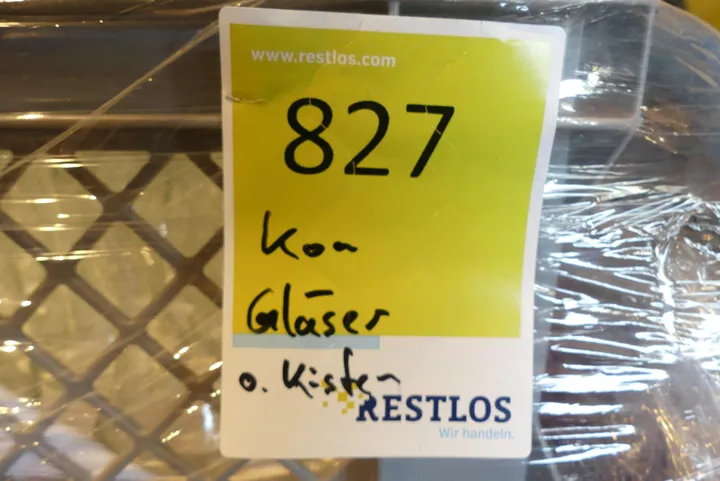 www.restlos.com
827
Kon
Gläser
o. Kisten
RESTLOS
Wir handeln.